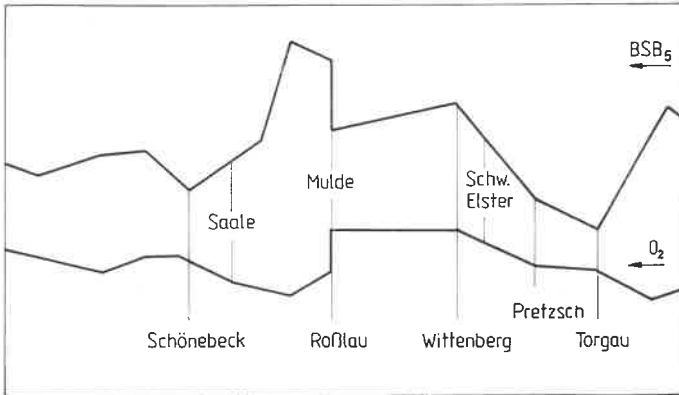 BSB5
Mulde
Schw.
Elster
Saale
O2
Pretzsch
Schönebeck
Roßlau
Wittenberg
Torgau